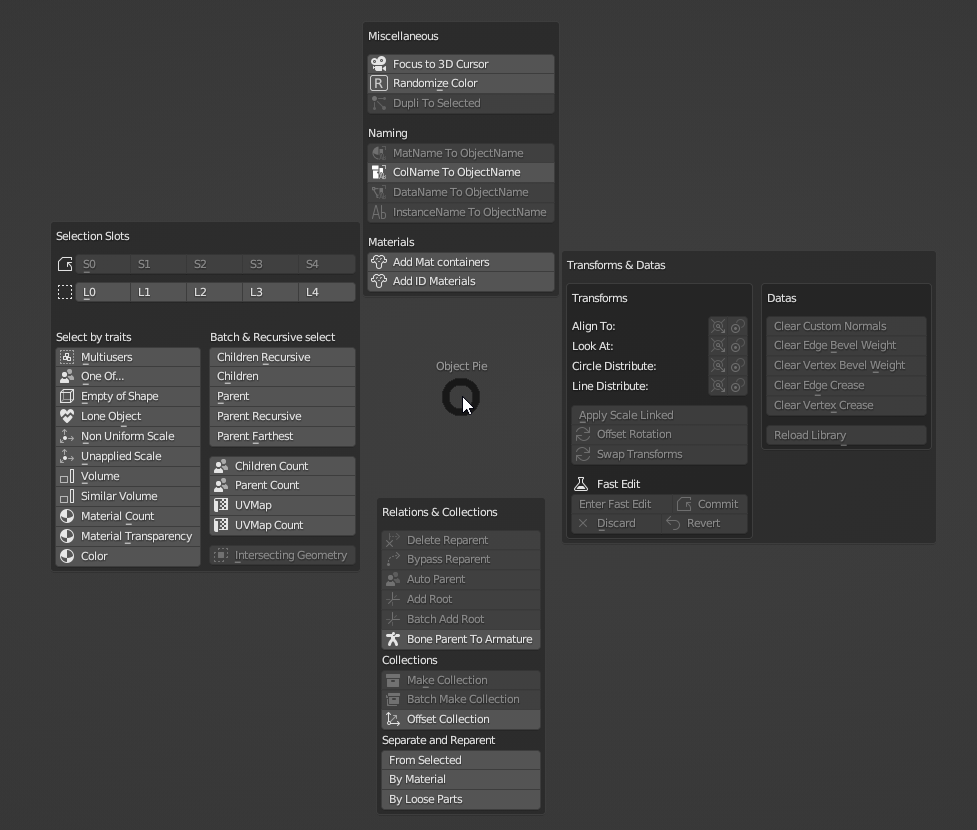 Miscellaneous
Focus to 3D Cursor
R Randomize Color
Dupli To Selected
Naming
MatName To ObjectName
ColName To ObjectName
DataName To ObjectName
Ab InstanceName To ObjectName
Materials
Add Mat containers
Add ID Materials
Selection Slots
S0 S1 S2 S3 S4
L0 L1 L2 L3 L4
Select by traits
Multiusers
One Of...
Empty of Shape
Lone Object
Non Uniform Scale
Unapplied Scale
Volume
Similar Volume
Material Count
Material Transparency
Color
Batch & Recursive select
Children Recursive
Children
Parent
Parent Recursive
Parent Farthest
Children Count
Parent Count
UVMap
UVMap Count
Intersecting Geometry
Object Pie
Transforms & Datas
Transforms
Align To:
Look At:
Circle Distribute:
Line Distribute:
Apply Scale Linked
Offset Rotation
Swap Transforms
Fast Edit
Enter Fast Edit Commit
Discard Revert
Datas
Clear Custom Normals
Clear Edge Bevel Weight
Clear Vertex Bevel Weight
Clear Edge Crease
Clear Vertex Crease
Reload Library
Relations & Collections
Delete Reparent
Bypass Reparent
Auto Parent
Add Root
Batch Add Root
Bone Parent To Armature
Collections
Make Collection
Batch Make Collection
Offset Collection
Separate and Reparent
From Selected
By Material
By Loose Parts